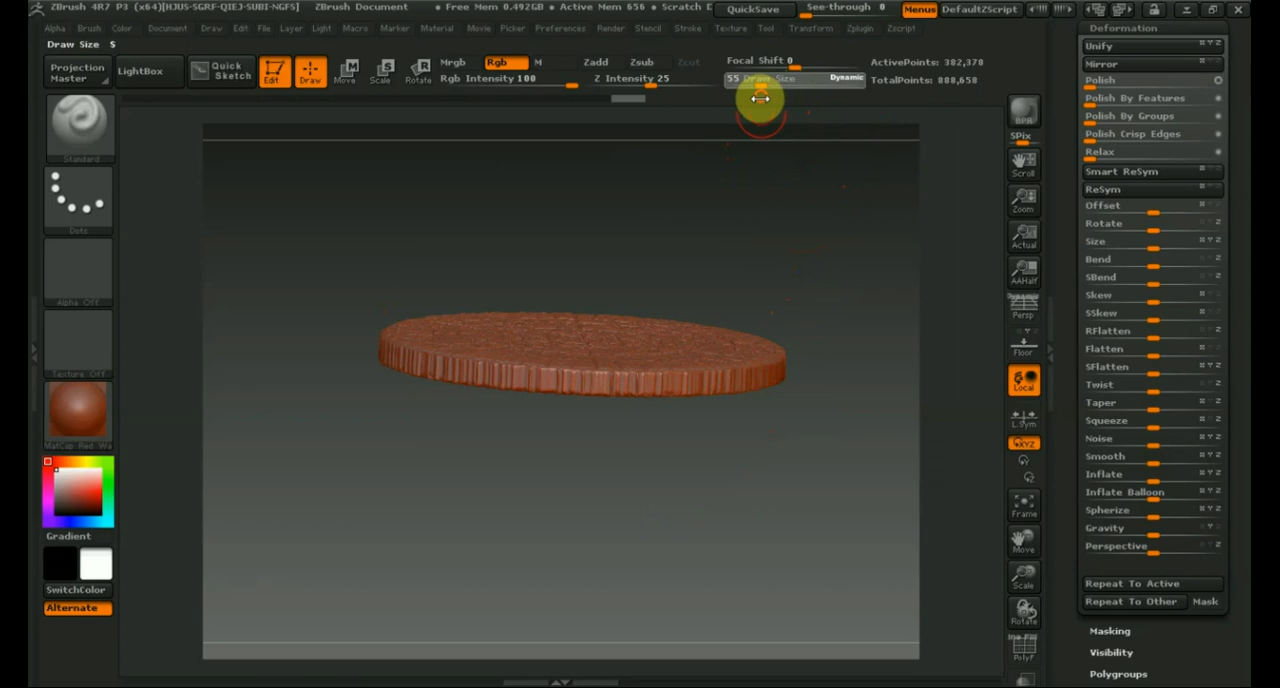 ZBrush 4R7 P3 (x64)[HJUS-SGRF-QIEJ-SUBI-NGFS] ZBrush Document • Free Mem 0.492GB • Active Mem 656 • Scratch D QuickSave See-through 0 Menus DefaultZScript
Alpha Brush Color Document Draw Edit File Layer Light Macro Marker Material Movie Picker Preferences Render Stencil Stroke Texture Tool Transform Zplugin Zscript
Draw Size S
Projection Master
LightBox
Quick Sketch
Edit
Draw
Move
Scale
Rotate
Mrgb Rgb M
Rgb Intensity 100
Zadd Zsub Zcut
Z Intensity 25
Focal Shift 0
55 Draw Size Dynamic
ActivePoints: 382,378
TotalPoints: 888,658
Standard
Dots
Alpha Off
Texture Off
MatCap Red Wa
Gradient
SwitchColor
Alternate
BPR
SPix
Scroll
Zoom
Actual
AAHalf
Dynamic
Persp
Floor
Local
L.Sym
XYZ
Frame
Move
Scale
Rotate
Line Fill
PolyF
Deformation
Unify
Mirror
Polish
Polish By Features
Polish By Groups
Polish Crisp Edges
Relax
Smart ReSym
ReSym
Offset
Rotate
Size
Bend
SBend
Skew
SSkew
RFlatten
Flatten
SFlatten
Twist
Taper
Squeeze
Noise
Smooth
Inflate
Inflate Balloon
Spherize
Gravity
Perspective
Repeat To Active
Repeat To Other Mask
Masking
Visibility
Polygroups